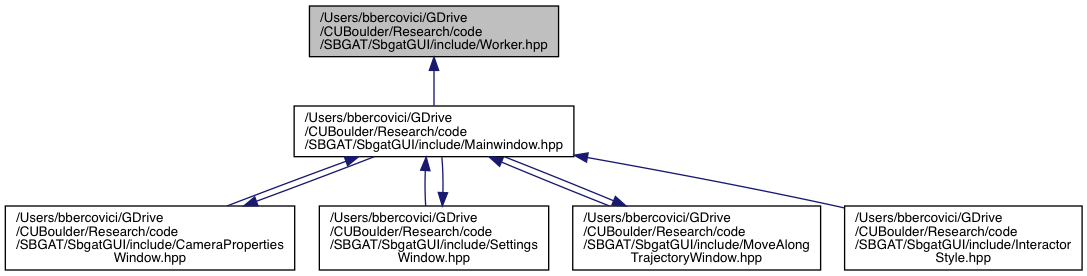 /Users/bbercovici/GDrive
/CUBoulder/Research/code
/SBGAT/SbgatGUI/include/Worker.hpp
/Users/bbercovici/GDrive
/CUBoulder/Research/code
/SBGAT/SbgatGUI/include/Mainwindow.hpp
/Users/bbercovici/GDrive
/CUBoulder/Research/code
/SBGAT/SbgatGUI/include/CameraProperties
Window.hpp
/Users/bbercovici/GDrive
/CUBoulder/Research/code
/SBGAT/SbgatGUI/include/Settings
Window.hpp
/Users/bbercovici/GDrive
/CUBoulder/Research/code
/SBGAT/SbgatGUI/include/MoveAlong
TrajectoryWindow.hpp
/Users/bbercovici/GDrive
/CUBoulder/Research/code
/SBGAT/SbgatGUI/include/Interactor
Style.hpp